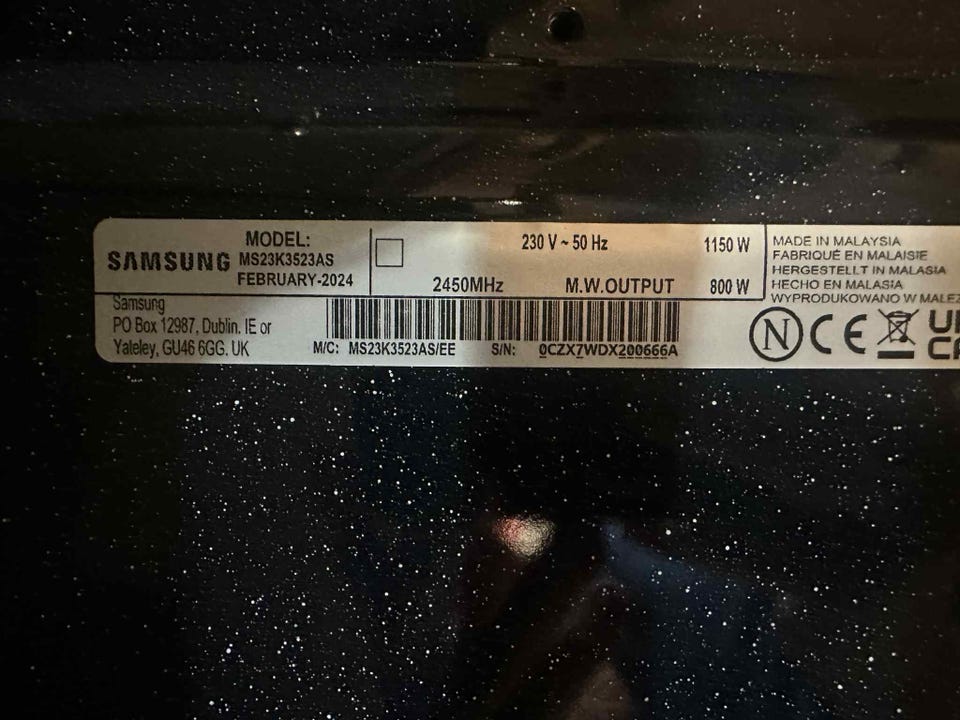 SAMSUNG
MODEL:
MS23K3523AS
FEBRUARY-2024
230 V ~ 50 Hz 1150 W
2450MHz M.W.OUTPUT 800 W
MADE IN MALAYSIA
FABRIQUÉ EN MALAISIE
HERGESTELLT IN MALASIA
HECHO EN MALASIA
WYPRODUKOWANO W
Samsung
PO Box 12987, Dublin. IE or
Yateley, GU46 6GG. UK
M/C: MS23K3523AS/EE S/N: 0CZX7WDX200666A
N CE